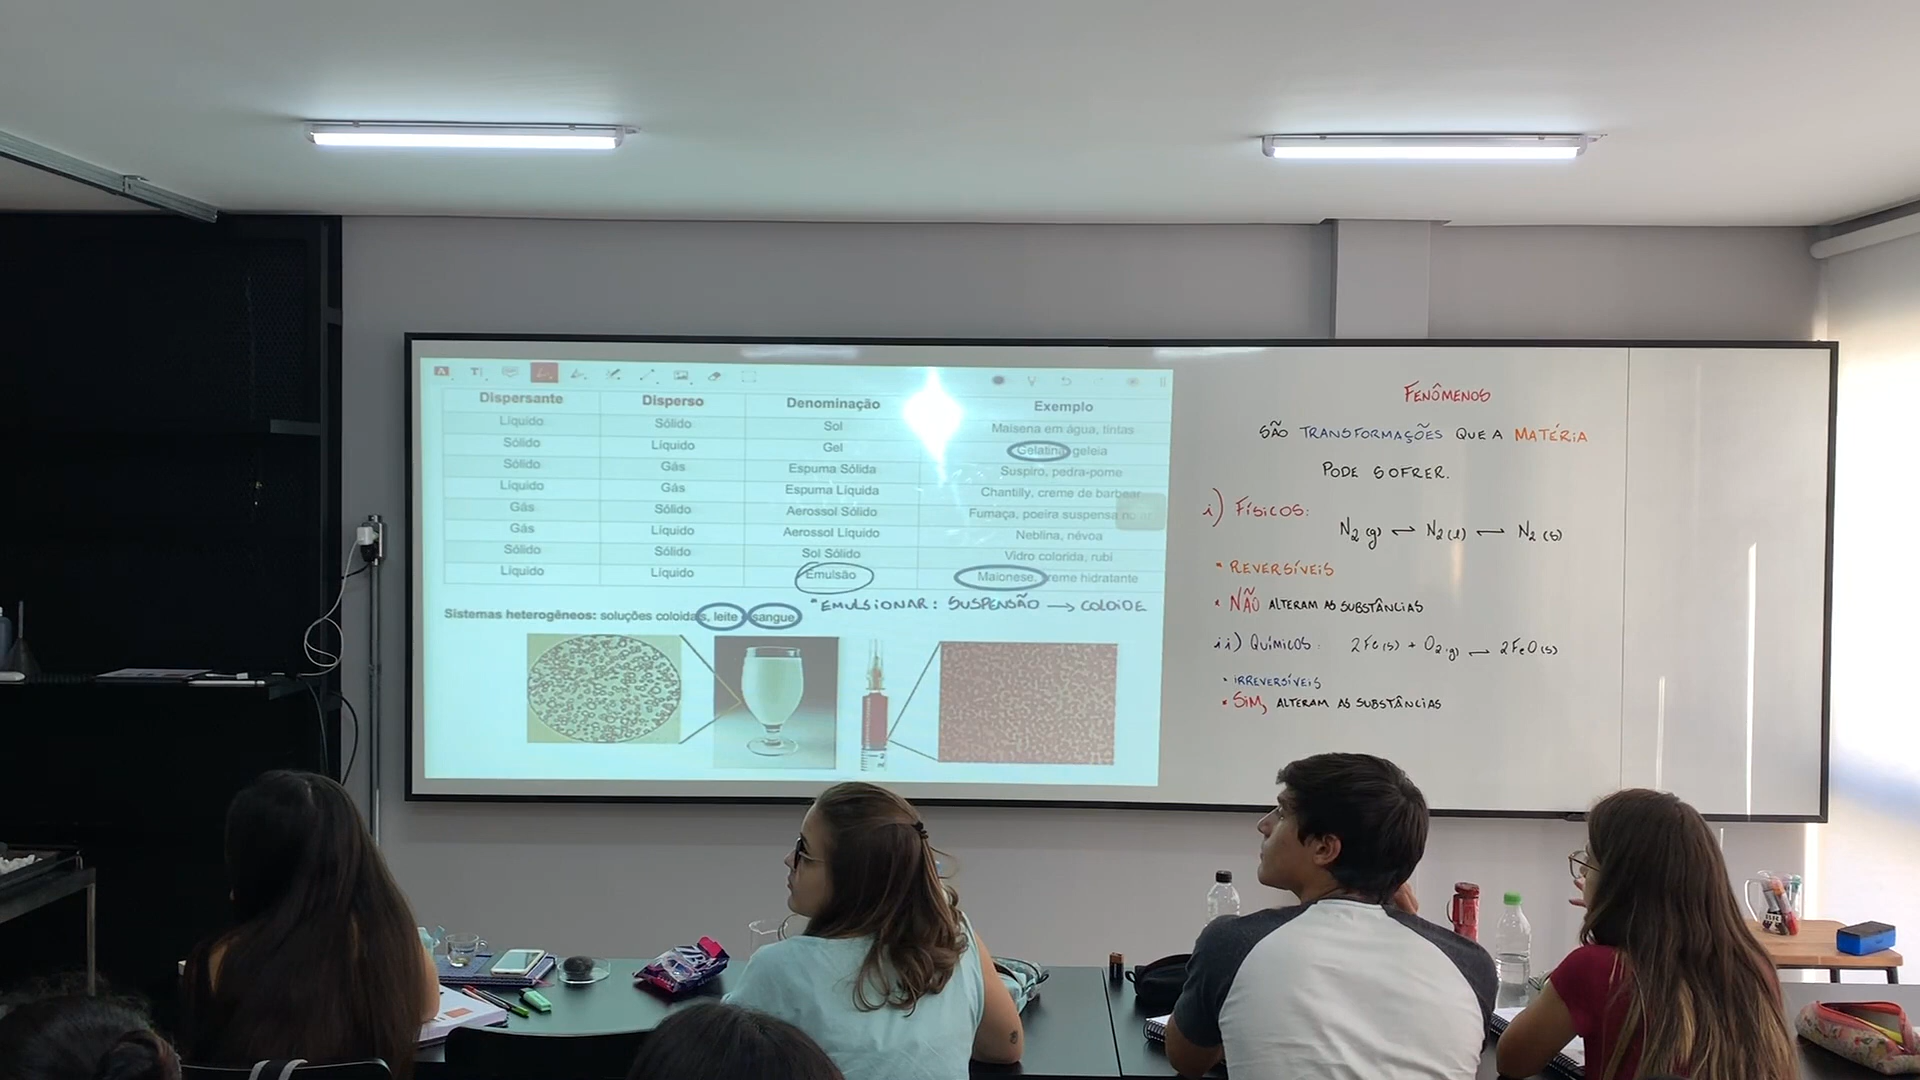 Dispersante Disperso Denominação Exemplo
Líquido Sólido Sol Maisena em água, tintas
Sólido Líquido Gel Gelatina, geleia
Sólido Gás Espuma Sólida Suspiro, pedra-pome
Líquido Gás Espuma Líquida Chantilly, creme de barbear
Gás Sólido Aerossol Sólido Fumaça, poeira suspensa no ar
Gás Líquido Aerossol Líquido Neblina, névoa
Sólido Sólido Sol Sólido Vidro colorida, rubi
Líquido Líquido Emulsão Maionese, creme hidratante
* EMULSIONAR: SUSPENSÃO → COLOIDE
Sistemas heterogêneos: soluções coloidais, leite sangue
FENÔMENOS
SÃO TRANSFORMAÇÕES QUE A MATÉRIA
PODE SOFRER.
i) FÍSICOS:
N2(g) ⇌ N2(l) ⇌ N2(s)
• REVERSÍVEIS
• NÃO ALTERAM AS SUBSTÂNCIAS
ii) QUÍMICOS: 2Fe(s) + O2(g) ⇌ 2FeO(s)
• IRREVERSÍVEIS
• SIM, ALTERAM AS SUBSTÂNCIAS